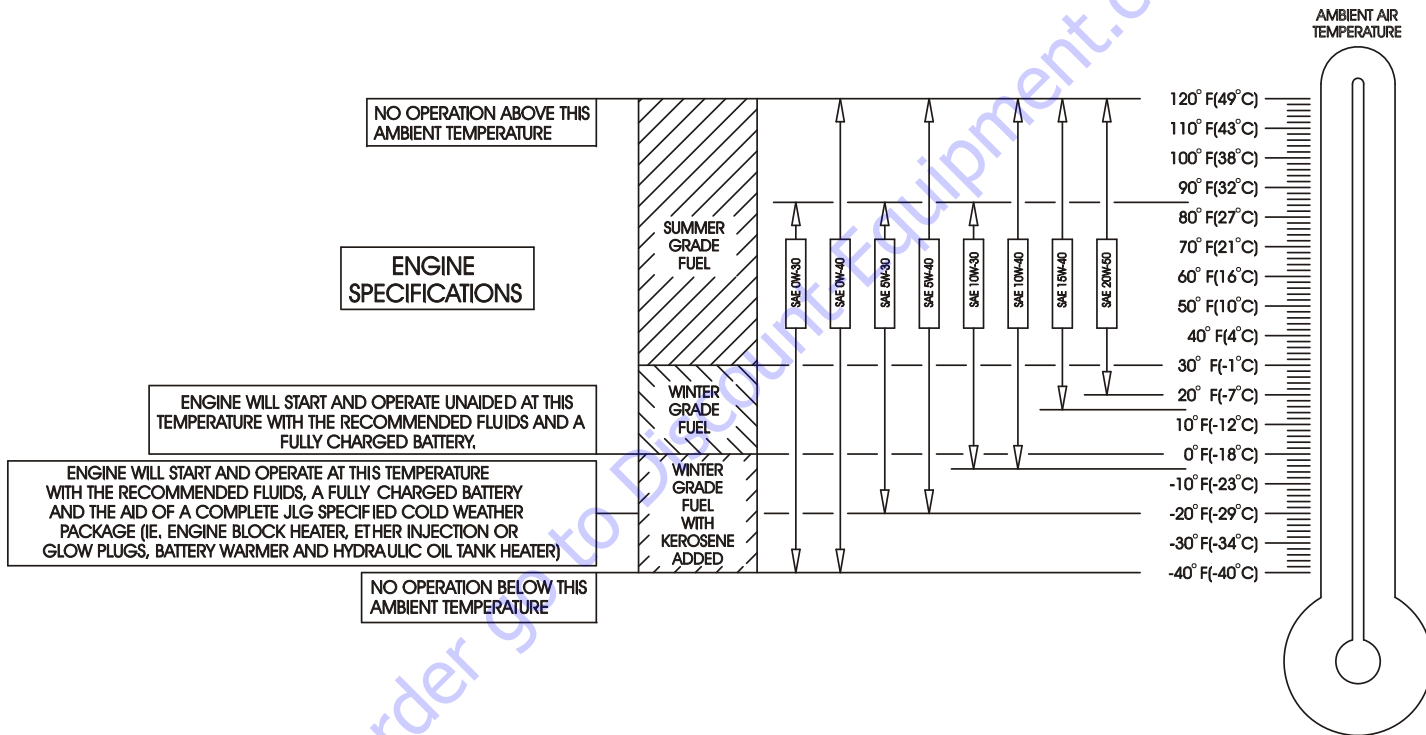 AMBIENT AIR
TEMPERATURE
NO OPERATION ABOVE THIS
AMBIENT TEMPERATURE
ENGINE
SPECIFICATIONS
ENGINE WILL START AND OPERATE UNAIDED AT THIS
TEMPERATURE WITH THE RECOMMENDED FLUIDS AND A
FULLY CHARGED BATTERY.
ENGINE WILL START AND OPERATE AT THIS TEMPERATURE
WITH THE RECOMMENDED FLUIDS, A FULLY CHARGED BATTERY
AND THE AID OF A COMPLETE JLG SPECIFIED COLD WEATHER
PACKAGE (IE. ENGINE BLOCK HEATER, ETHER INJECTION OR
GLOW PLUGS, BATTERY WARMER AND HYDRAULIC OIL TANK HEATER)
NO OPERATION BELOW THIS
AMBIENT TEMPERATURE
SUMMER
GRADE
FUEL
WINTER
GRADE
FUEL
WINTER
GRADE
FUEL
WITH
KEROSENE
ADDED
SAE 0W-30
SAE 0W-40
SAE 5W-30
SAE 5W-40
SAE 10W-30
SAE 10W-40
SAE 15W-40
SAE 20W-50
120° F(49°C)
110° F(43°C)
100° F(38°C)
90° F(32°C)
80° F(27°C)
70° F(21°C)
60° F(16°C)
50° F(10°C)
40° F(4°C)
30° F(-1°C)
20° F(-7°C)
10° F(-12°C)
0° F(-18°C)
-10° F(-23°C)
-20° F(-29°C)
-30° F(-34°C)
-40° F(-40°C)
rder go to Discount-Equipment.c